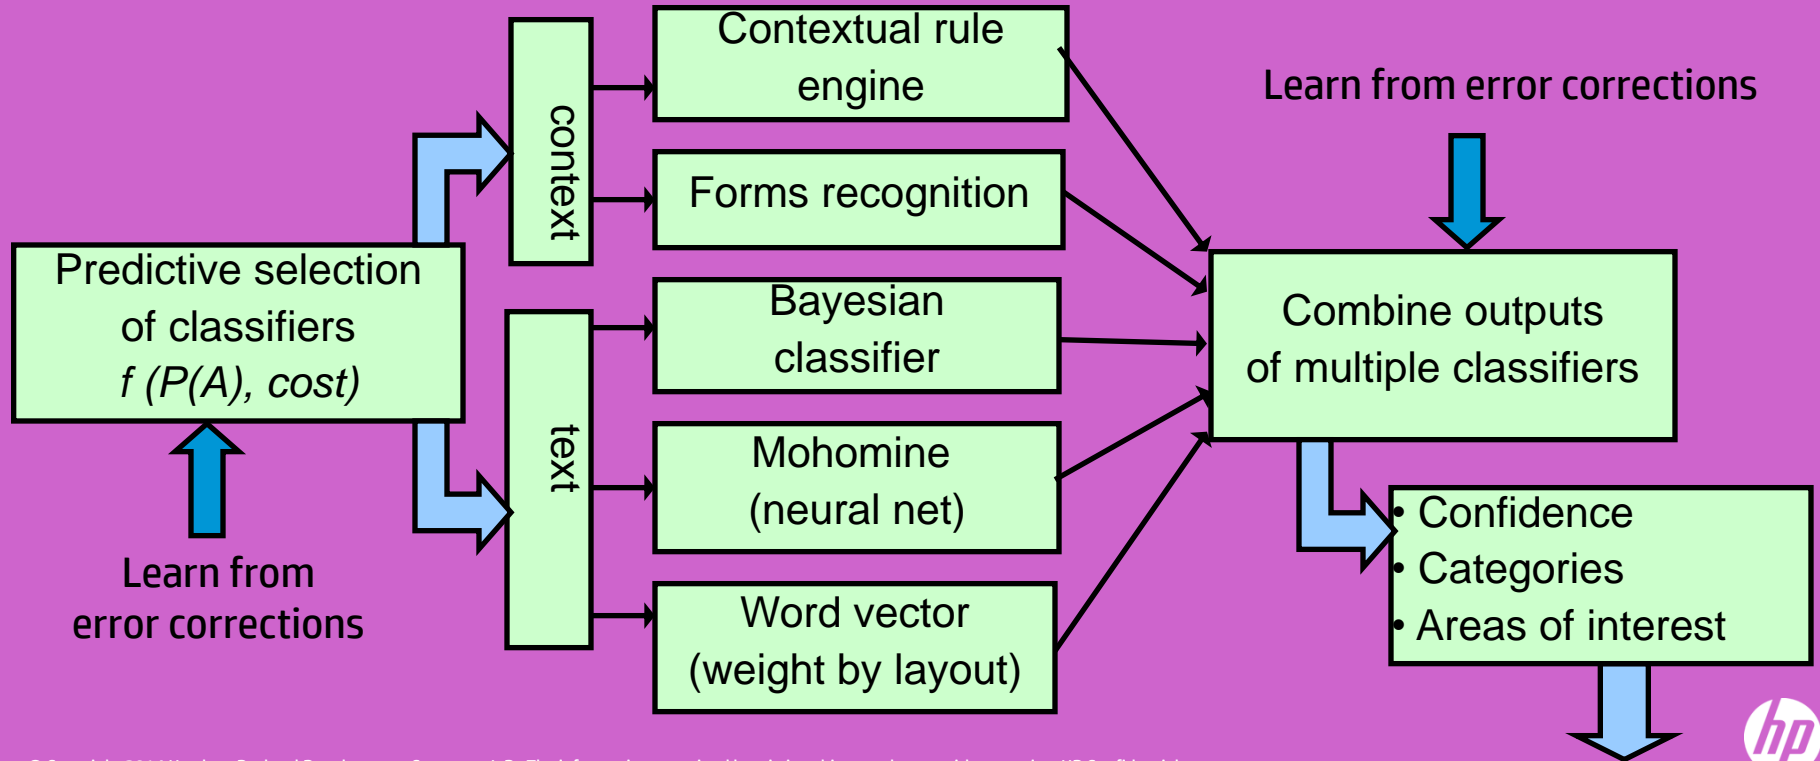 Contextual rule
engine
Learn from error corrections
context
Forms recognition
Predictive selection
of classifiers
f (P(A), cost)
Bayesian
classifier
Combine outputs
of multiple classifiers
text
Mohomine
(neural net)
Learn from
error corrections
Word vector
(weight by layout)
• Confidence
• Categories
• Areas of interest
hp